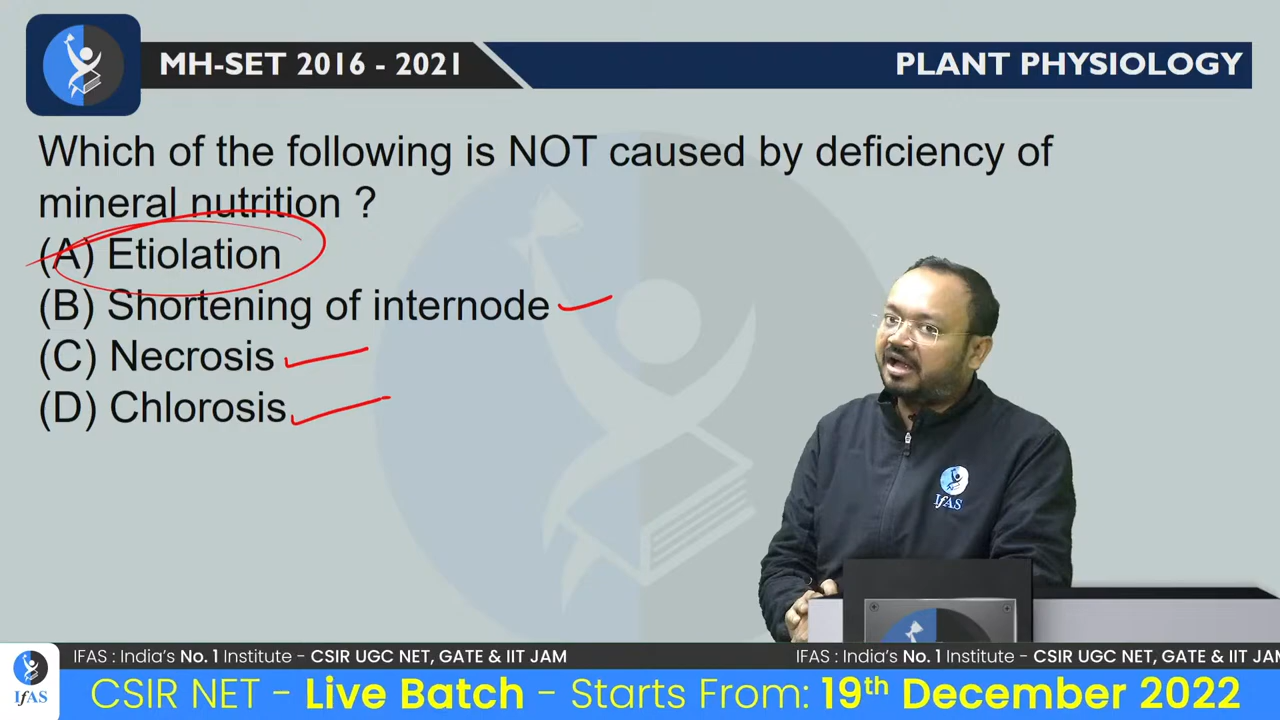 MH-SET 2016 - 2021
PLANT PHYSIOLOGY
Which of the following is NOT caused by deficiency of
mineral nutrition ?
(A) Etiolation
(B) Shortening of internode
(C) Necrosis
(D) Chlorosis
IfAS
IFAS : India's No. 1 Institute - CSIR UGC NET, GATE & IIT JAM
IFAS : India's No. 1 Institute - CSIR UGC NET, GATE & IIT JAM
IfAS
CSIR NET - Live Batch - Starts From: 19th December 2022